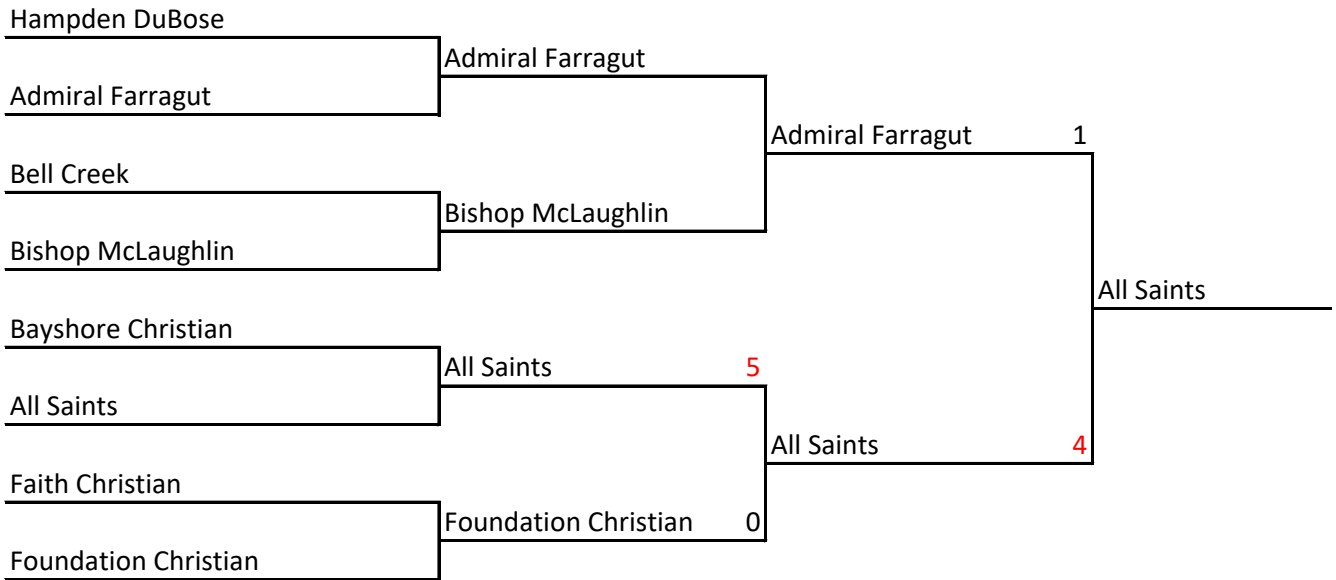 Hampden DuBose
Admiral Farragut
Admiral Farragut
Admiral Farragut 1
Bell Creek
Bishop McLaughlin
Bishop McLaughlin
All Saints
Bayshore Christian
All Saints 5
All Saints
All Saints 4
Faith Christian
Foundation Christian 0
Foundation Christian